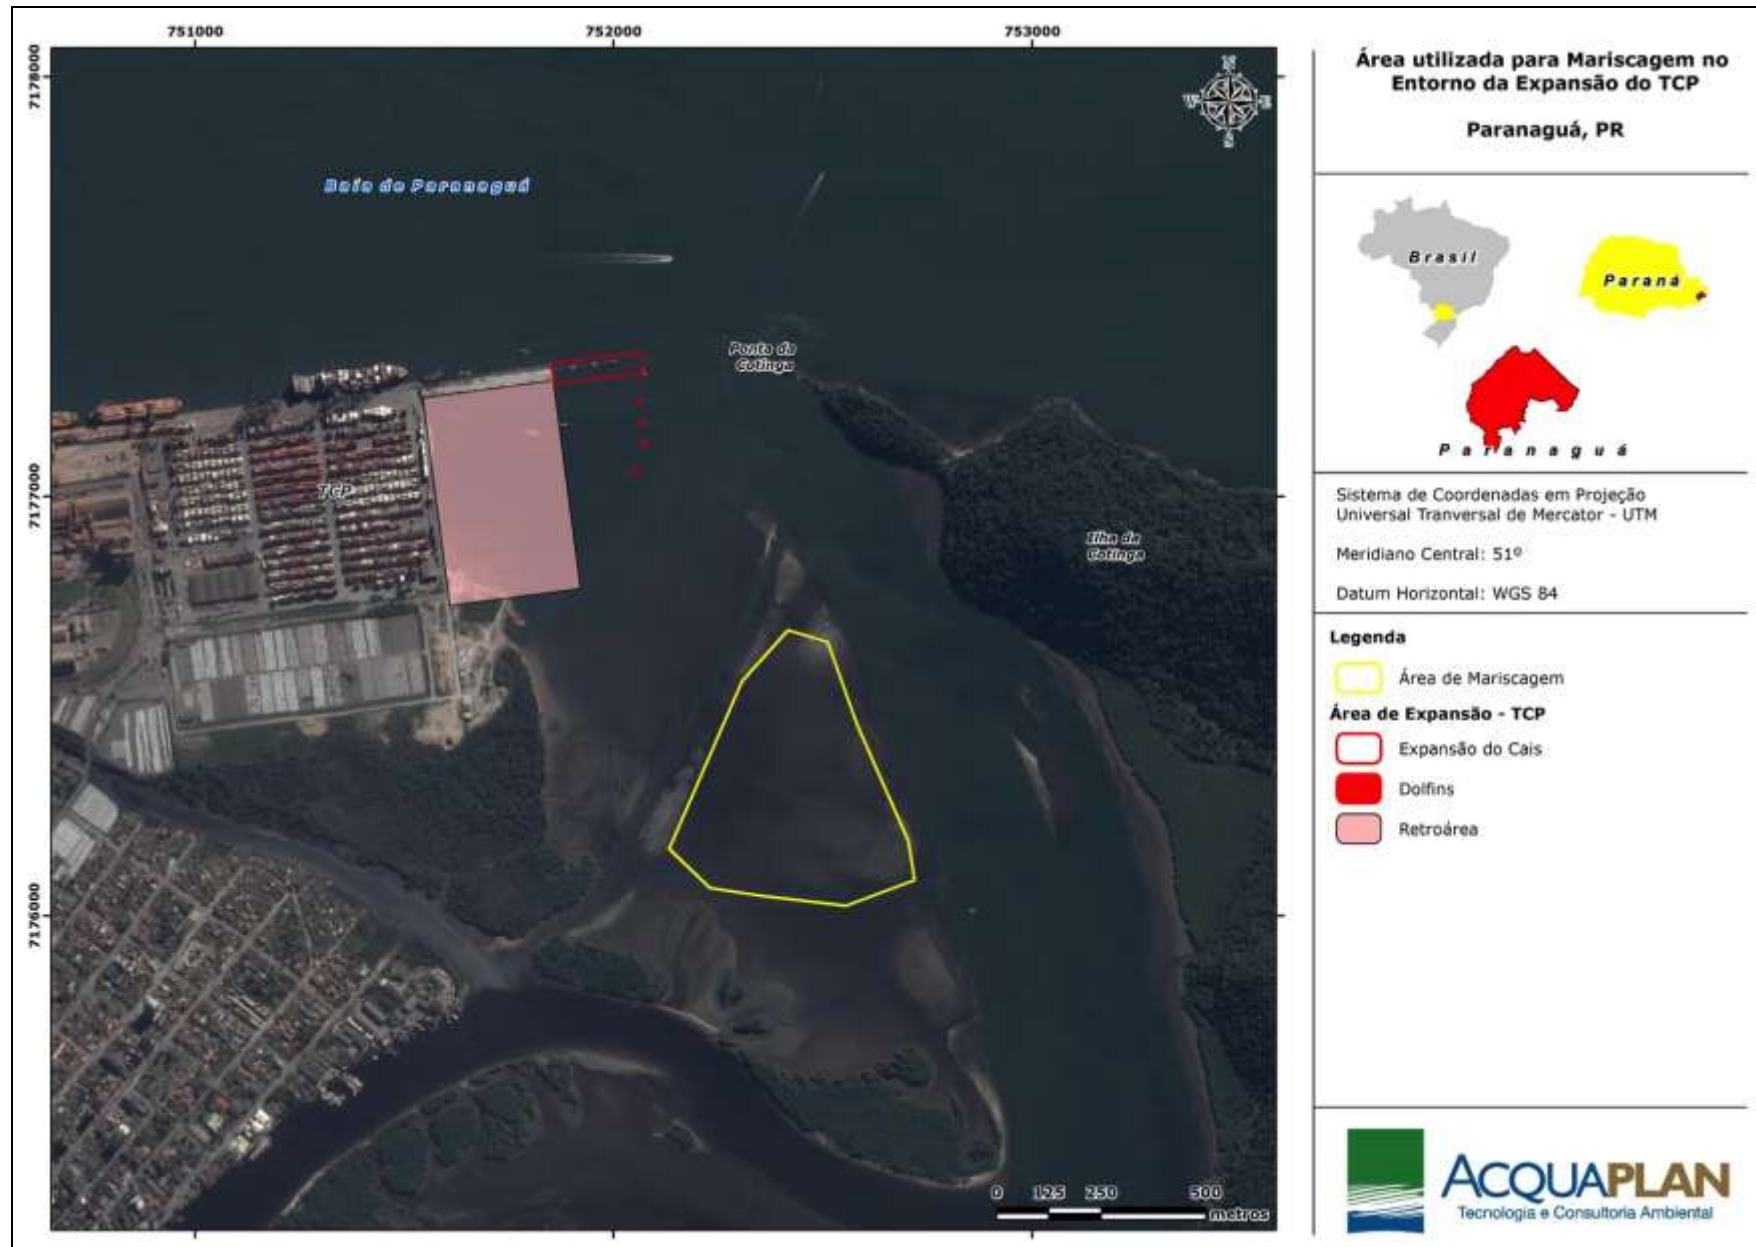 751000
752000
753000
7178000
7177000
7176000
N
W
E
S
Baía de Paranaguá
Ponta da
Cotinga
TCP
Ilha da
Cotinga
0 125 250 500
metros
Área utilizada para Mariscagem no
Entorno da Expansão do TCP
Paranaguá, PR
Brasil
Paraná
Paranaguá
Sistema de Coordenadas em Projeção
Universal Tranversal de Mercator - UTM
Meridiano Central: 51º
Datum Horizontal: WGS 84
Legenda
Área de Mariscagem
Área de Expansão - TCP
Expansão do Cais
Dolfins
Retroárea
ACQUAPLAN
Tecnologia e Consultoria Ambiental